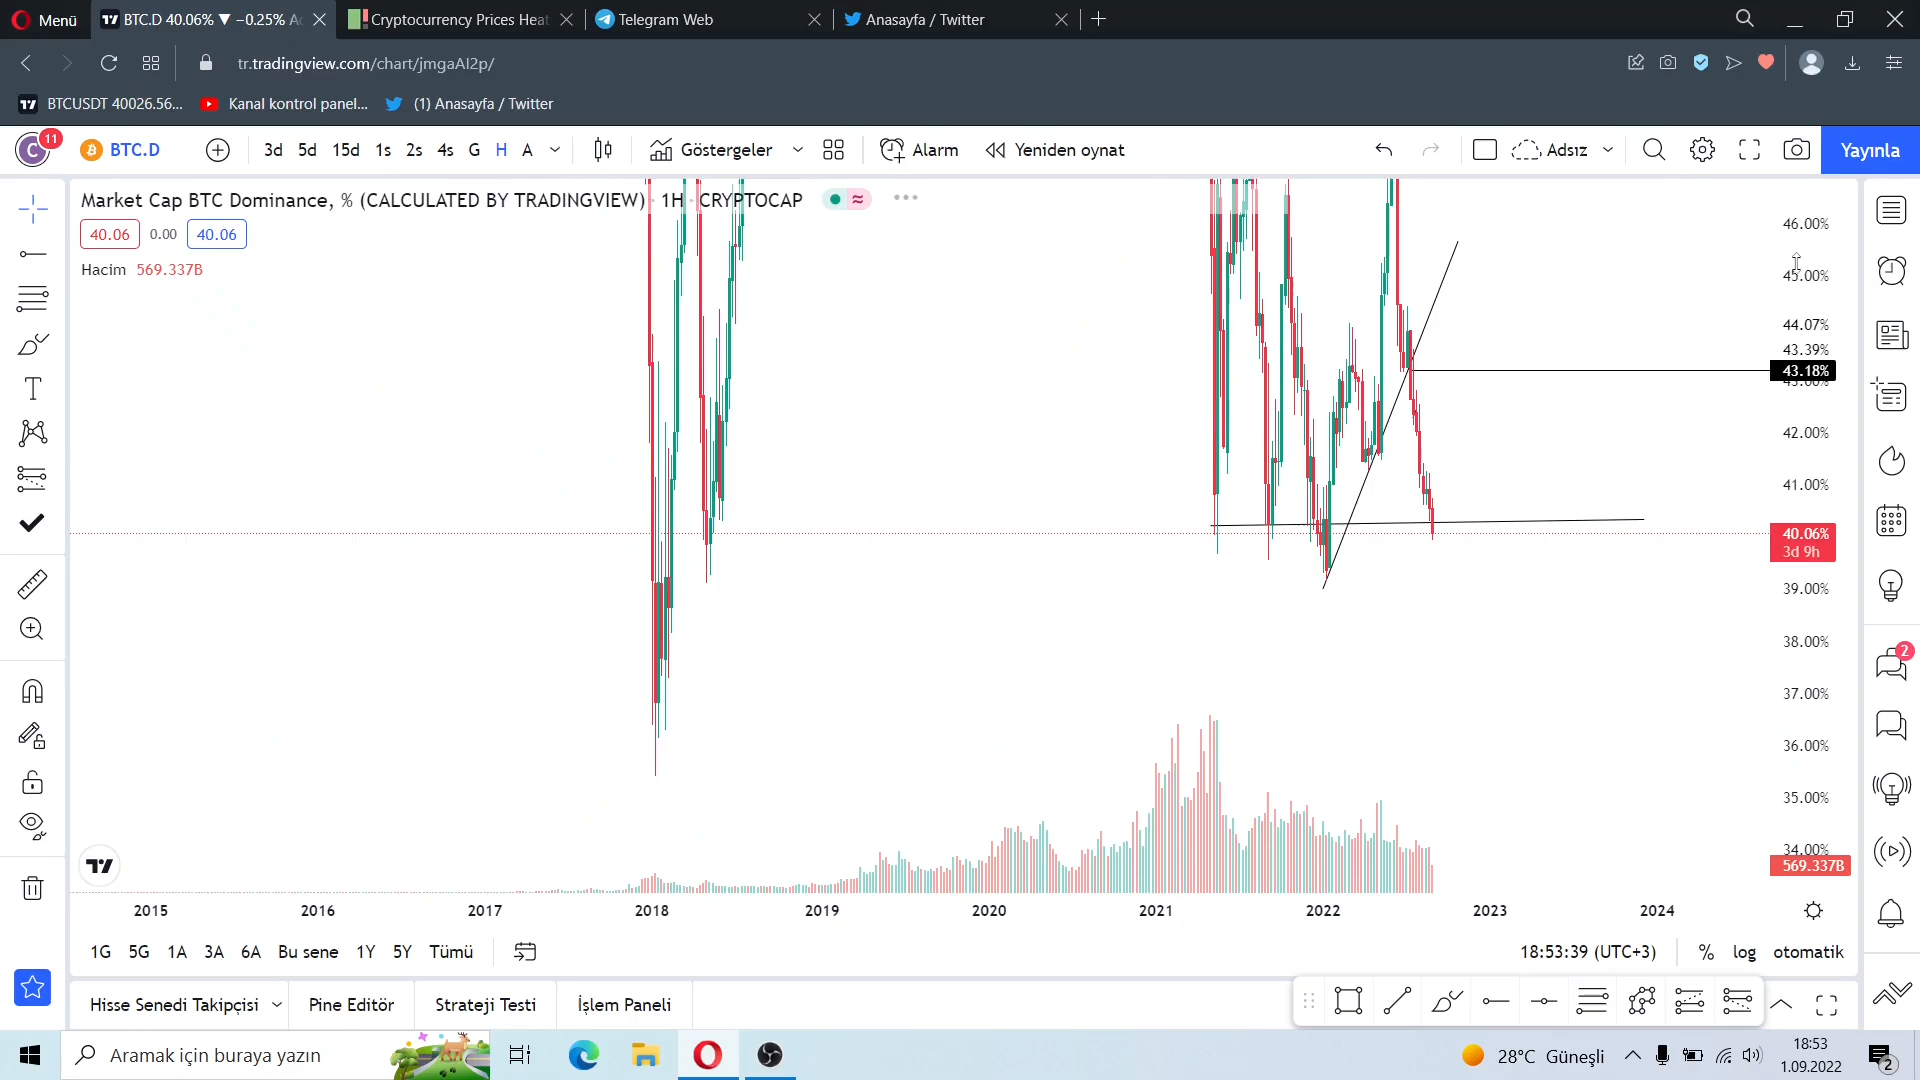 Menü
BTC.D 40.06% ▼ −0.25%
Cryptocurrency Prices Heat
Telegram Web
Anasayfa / Twitter
tr.tradingview.com/chart/jmgaAI2p/
BTCUSDT 40026.56...
Kanal kontrol panel...
(1) Anasayfa / Twitter
C 11
BTC.D
3d 5d 15d 1s 2s 4s G H A
Göstergeler
Alarm
Yeniden oynat
Adsız
Yayınla
Market Cap BTC Dominance, % (CALCULATED BY TRADINGVIEW) · 1H · CRYPTOCAP
40.06 0.00 40.06
Hacim 569.337B
46.00%
45.00%
44.07%
43.39%
43.18%
43.00%
42.00%
41.00%
40.06%
3d 9h
39.00%
38.00%
37.00%
36.00%
35.00%
34.00%
569.337B
2
2015 2016 2017 2018 2019 2020 2021 2022 2023 2024
1G 5G 1A 3A 6A Bu sene 1Y 5Y Tümü
18:53:39 (UTC+3) % log otomatik
Hisse Senedi Takipçisi
Pine Editör
Strateji Testi
İşlem Paneli
Aramak için buraya yazın
28°C Güneşli
18:53
1.09.2022
2